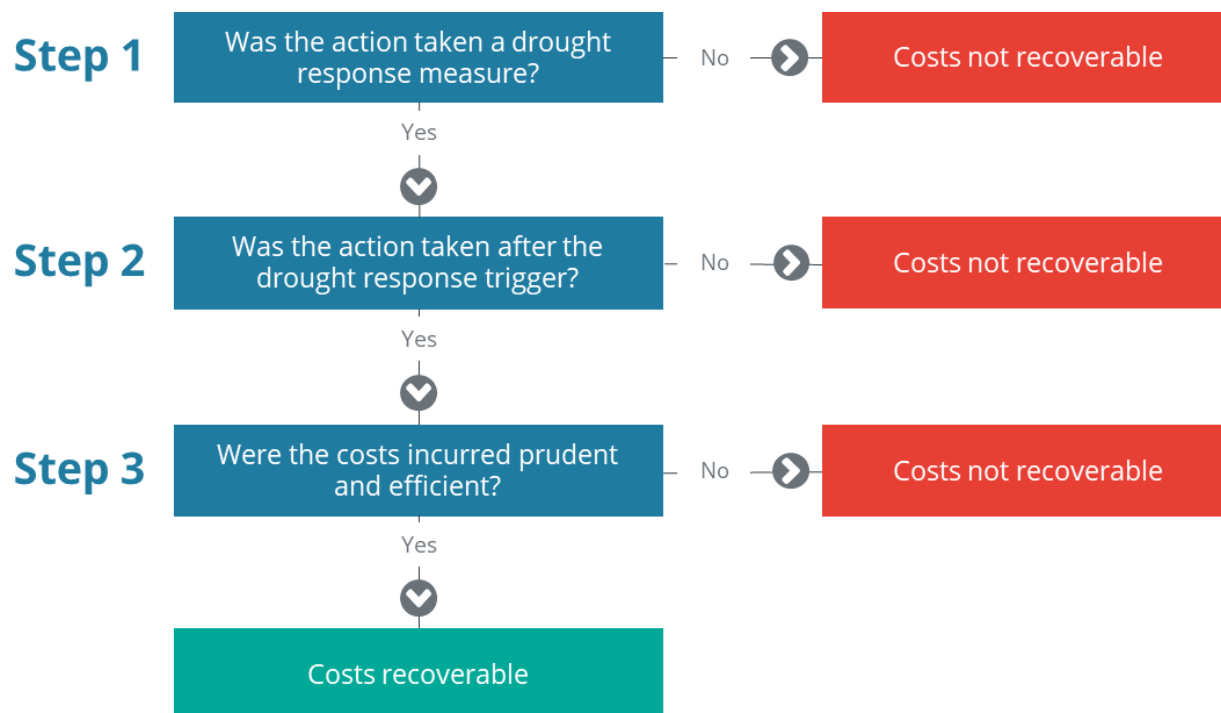 Step 1
Was the action taken a drought
response measure?
No
Costs not recoverable
Yes
Step 2
Was the action taken after the
drought response trigger?
No
Costs not recoverable
Yes
Step 3
Were the costs incurred prudent
and efficient?
No
Costs not recoverable
Yes
Costs recoverable